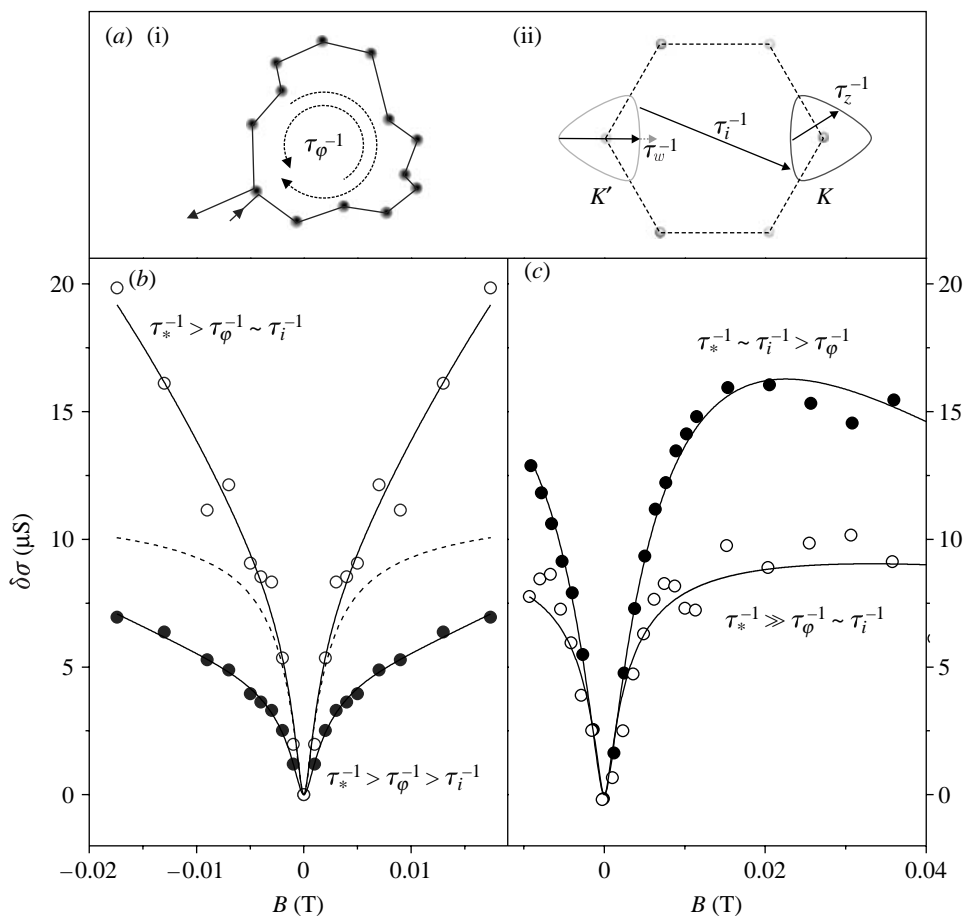 (a) (i)
(ii)
τφ⁻¹
τw⁻¹
τi⁻¹
τz⁻¹
K′
K
(b)
(c)
20
15
10
5
0
δσ (µS)
τ*⁻¹ > τφ⁻¹ ~ τi⁻¹
τ*⁻¹ > τφ⁻¹ > τi⁻¹
τ*⁻¹ ~ τi⁻¹ > τφ⁻¹
τ*⁻¹ ≫ τφ⁻¹ ~ τi⁻¹
20
15
10
5
0
−0.02 −0.01 0 0.01
0 0.02 0.04
B (T)
B (T)